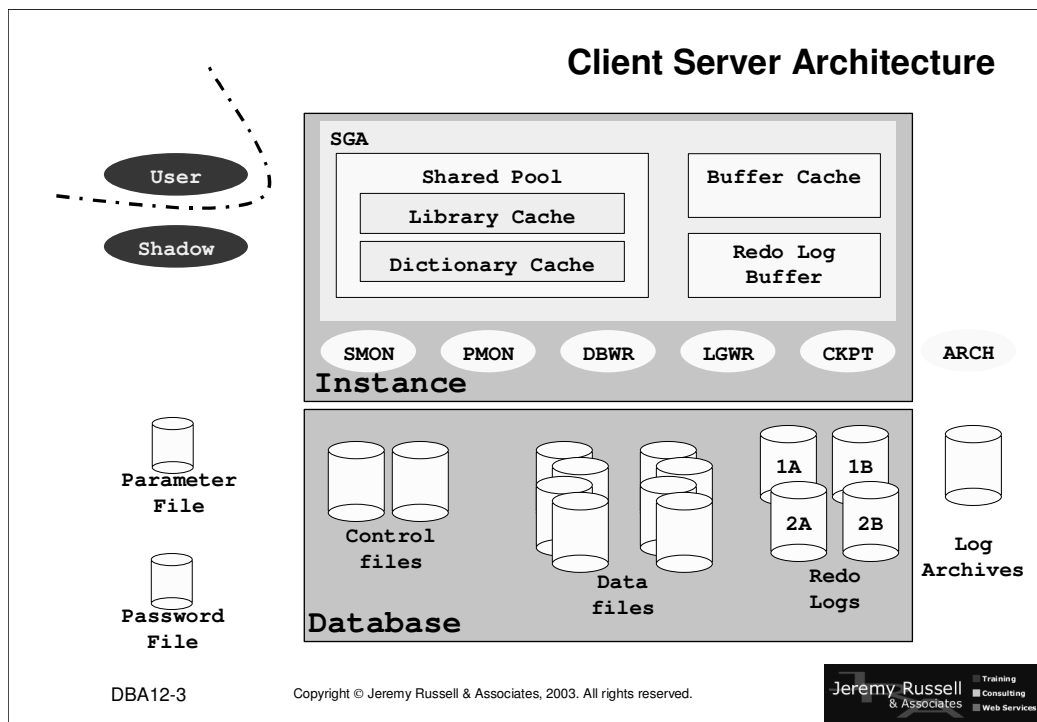 Client Server Architecture
SGA
User
Shadow
Shared Pool
Library Cache
Dictionary Cache
Buffer Cache
Redo Log
Buffer
SMON
PMON
DBWR
LGWR
CKPT
ARCH
Instance
Parameter
File
Password
File
Control
files
Data
files
1A
1B
2A
2B
Redo
Logs
Log
Archives
Database
DBA12-3
Copyright © Jeremy Russell & Associates, 2003. All rights reserved.
Jeremy Russell
& Associates
Training
Consulting
Web Services